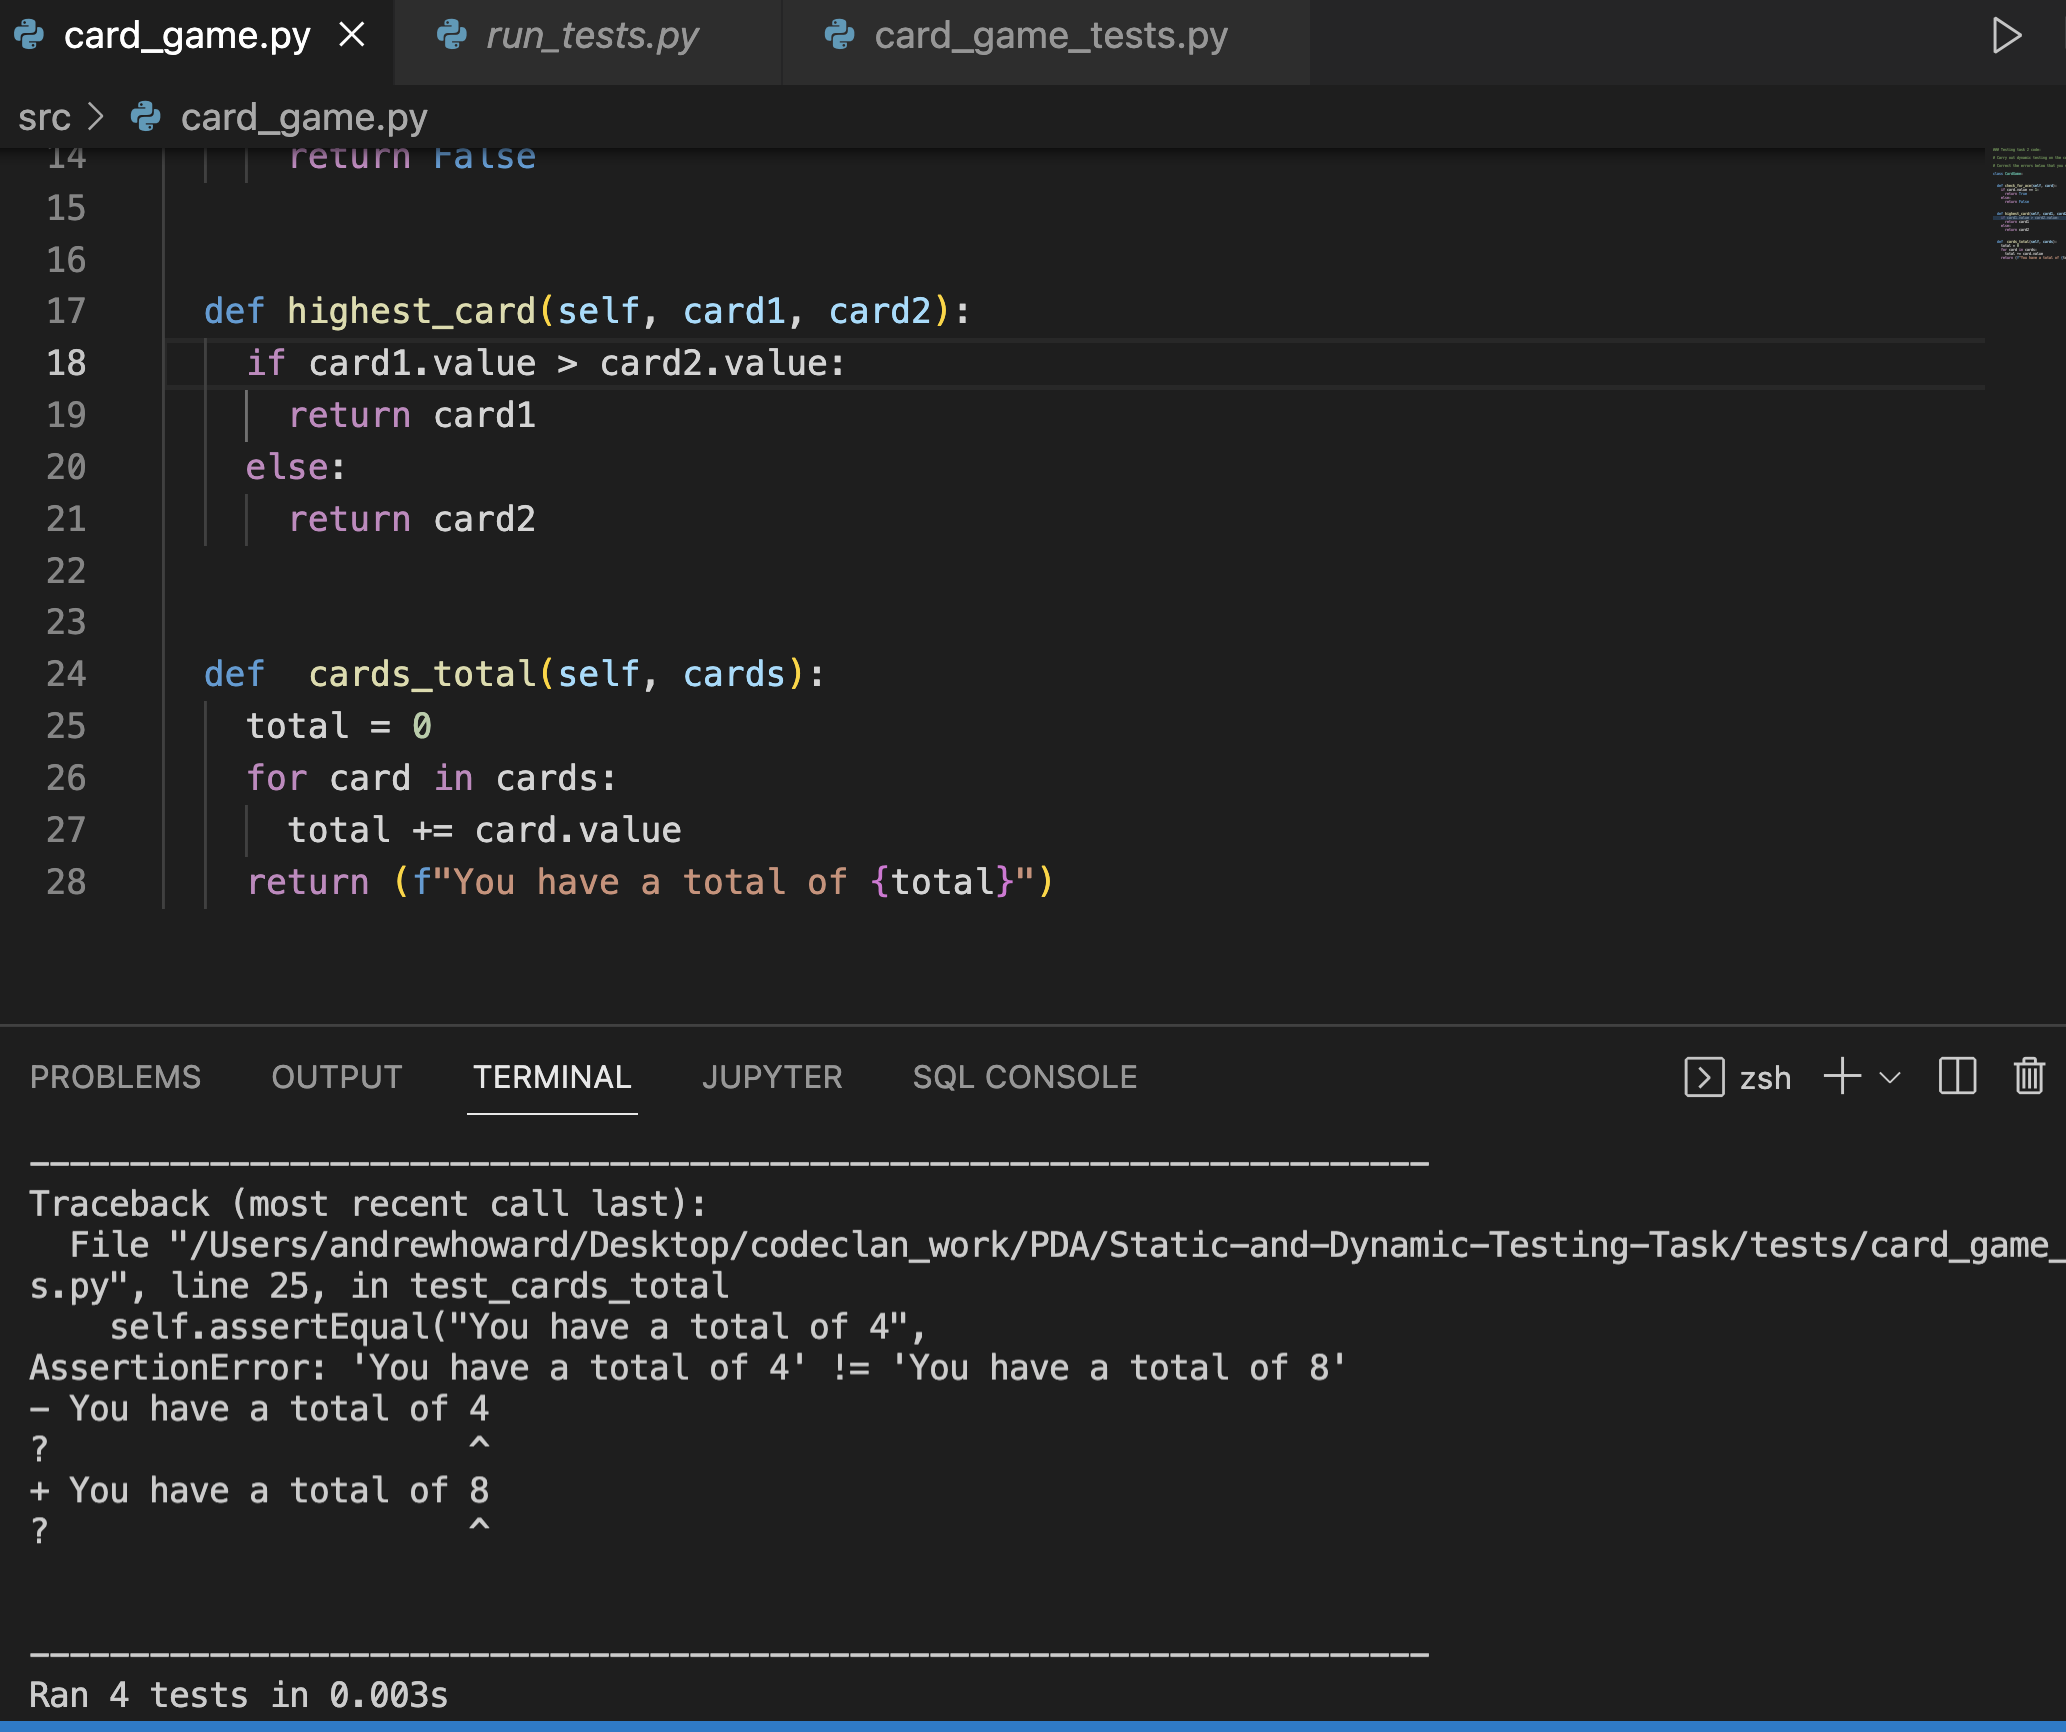 card_game.py run_tests.py card_game_tests.py
src > card_game.py
14 return False
15
16
17 def highest_card(self, card1, card2):
18 if card1.value > card2.value:
19 return card1
20 else:
21 return card2
22
23
24 def  cards_total(self, cards):
25 total = 0
26 for card in cards:
27 total += card.value
28 return (f"You have a total of {total}")
PROBLEMS OUTPUT TERMINAL JUPYTER SQL CONSOLE zsh
----------------------------------------------------------------------
Traceback (most recent call last):
  File "/Users/andrewhoward/Desktop/codeclan_work/PDA/Static-and-Dynamic-Testing-Task/tests/card_game_
s.py", line 25, in test_cards_total
    self.assertEqual("You have a total of 4",
AssertionError: 'You have a total of 4' != 'You have a total of 8'
- You have a total of 4
?                     ^
+ You have a total of 8
?                     ^
----------------------------------------------------------------------
Ran 4 tests in 0.003s